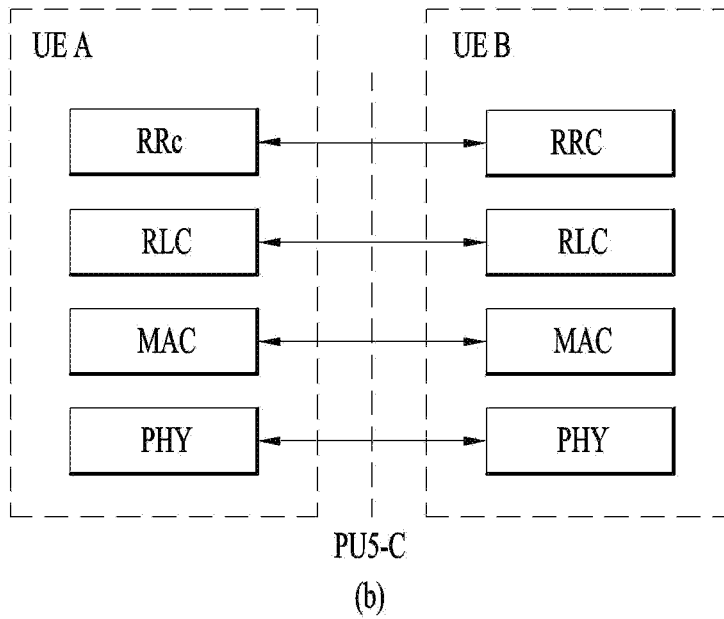 UE A UE B
RRc RRC
RLC RLC
MAC MAC
PHY PHY
PU5-C
(b)